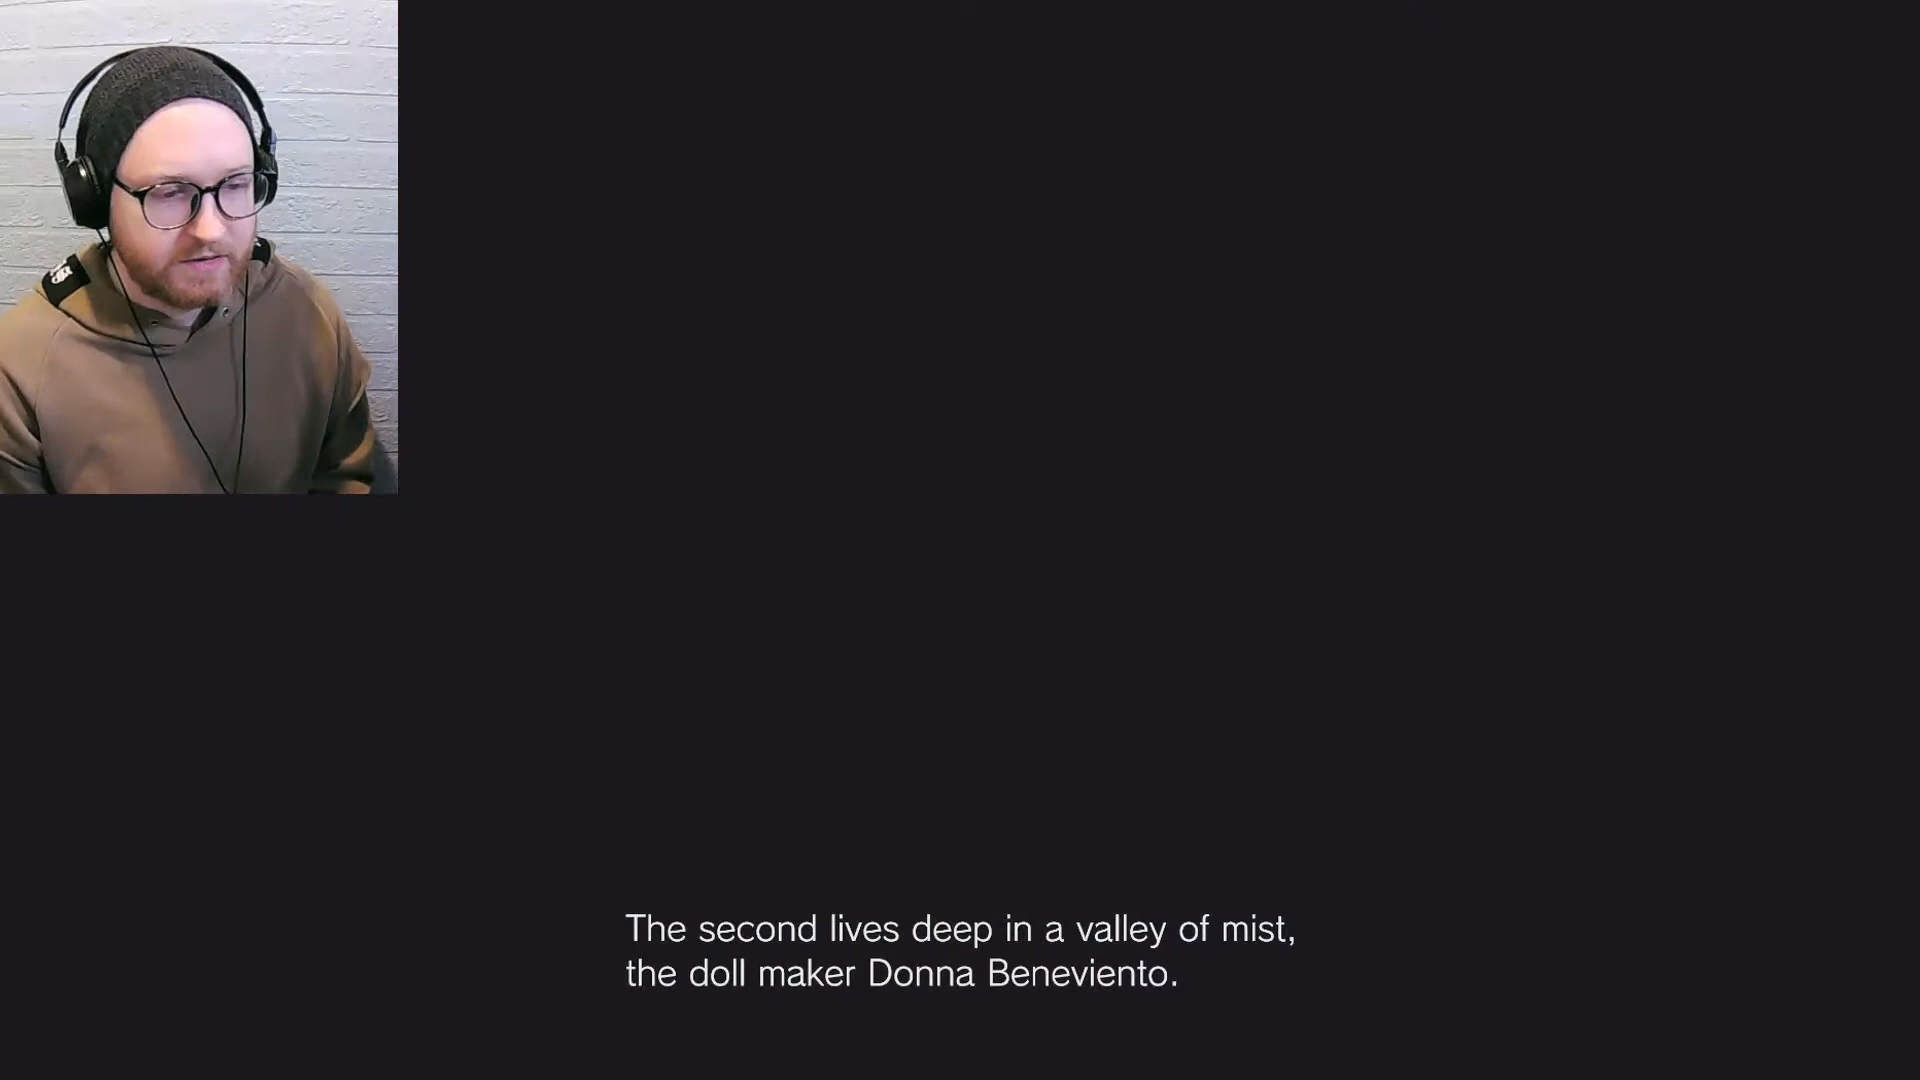 The second lives deep in a valley of mist,
the doll maker Donna Beneviento.